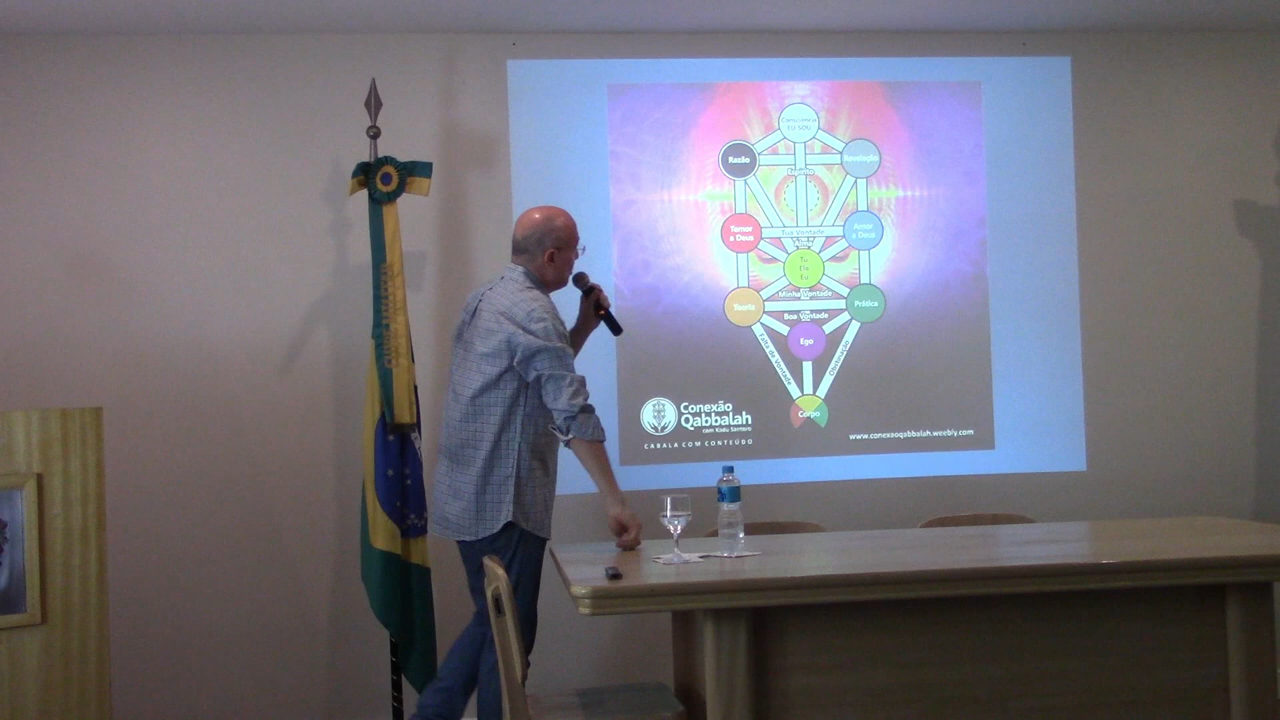 Consciência
EU SOU
Razão
Revelação
Espírito
Temor
a Deus
Tua Vontade
Amor
a Deus
Alma
Tu
Ele
Eu
Minha Vontade
Teoria
Prática
Boa Vontade
Ego
Falta de Vontade
Obstinação
Corpo
Conexão
Qabbalah
com Kadu Santoro
CABALA COM CONTEÚDO
www.conexaoqabbalah.weebly.com